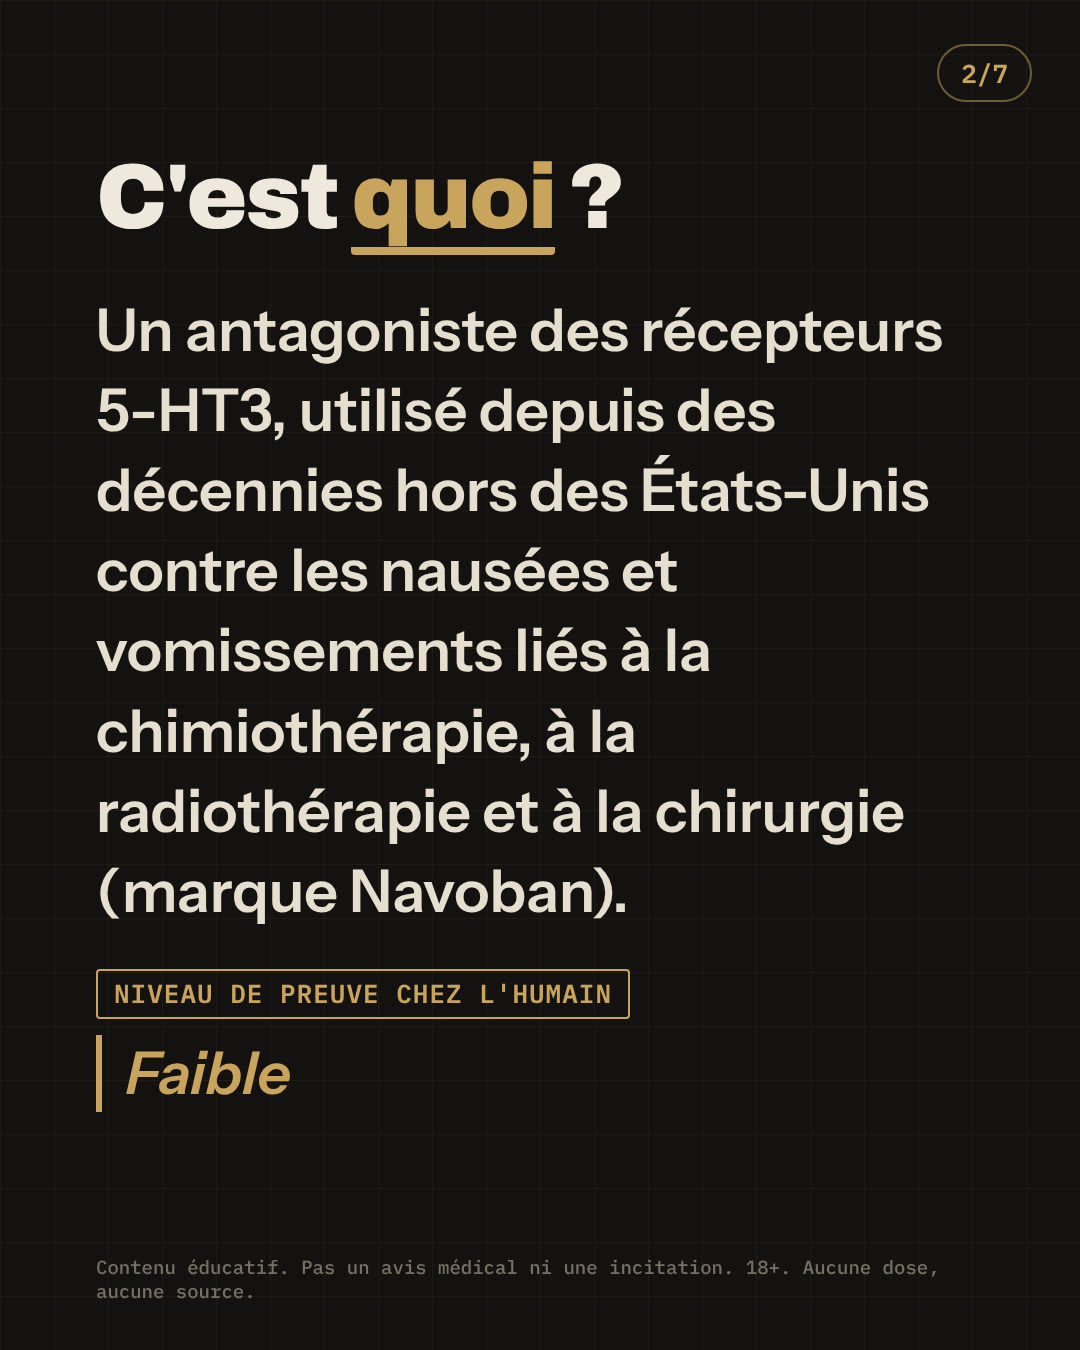 2/7
C'est quoi ?
Un antagoniste des récepteurs
5-HT3, utilisé depuis des
décennies hors des États-Unis
contre les nausées et
vomissements liés à la
chimiothérapie, à la
radiothérapie et à la chirurgie
(marque Navoban).
NIVEAU DE PREUVE CHEZ L'HUMAIN
Faible
Contenu éducatif. Pas un avis médical ni une incitation. 18+. Aucune dose,
aucune source.